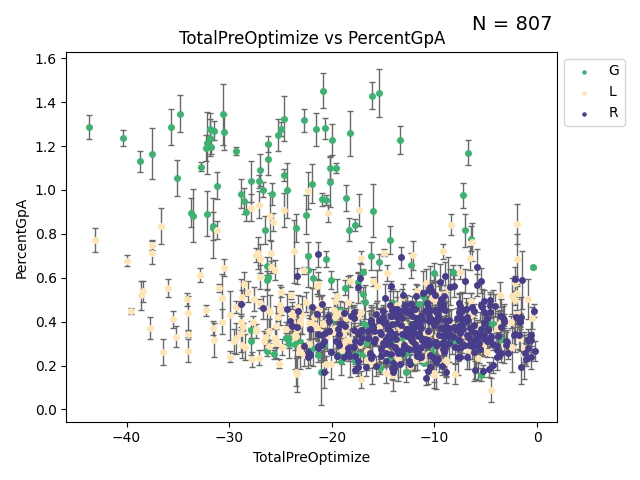 N = 807
TotalPreOptimize vs PercentGpA
G
L
R
1.6
1.4
1.2
1.0
0.8
0.6
0.4
0.2
0.0
PercentGpA
−40 −30 −20 −10 0
TotalPreOptimize